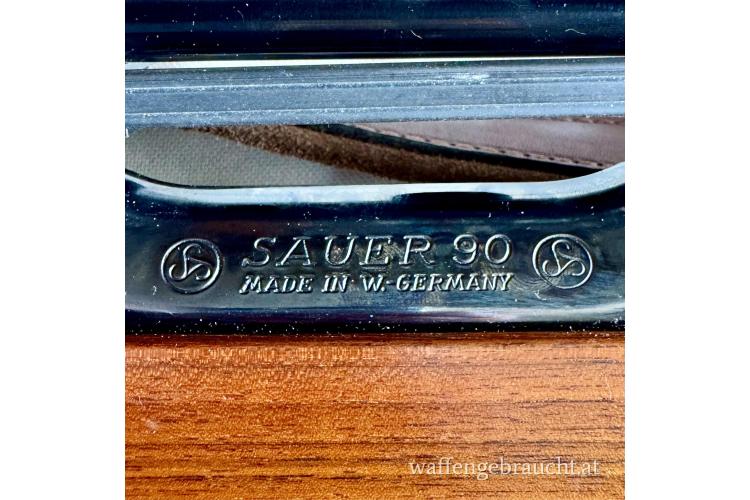 SAUER 90
MADE IN W.-GERMANY
waffengebraucht.at